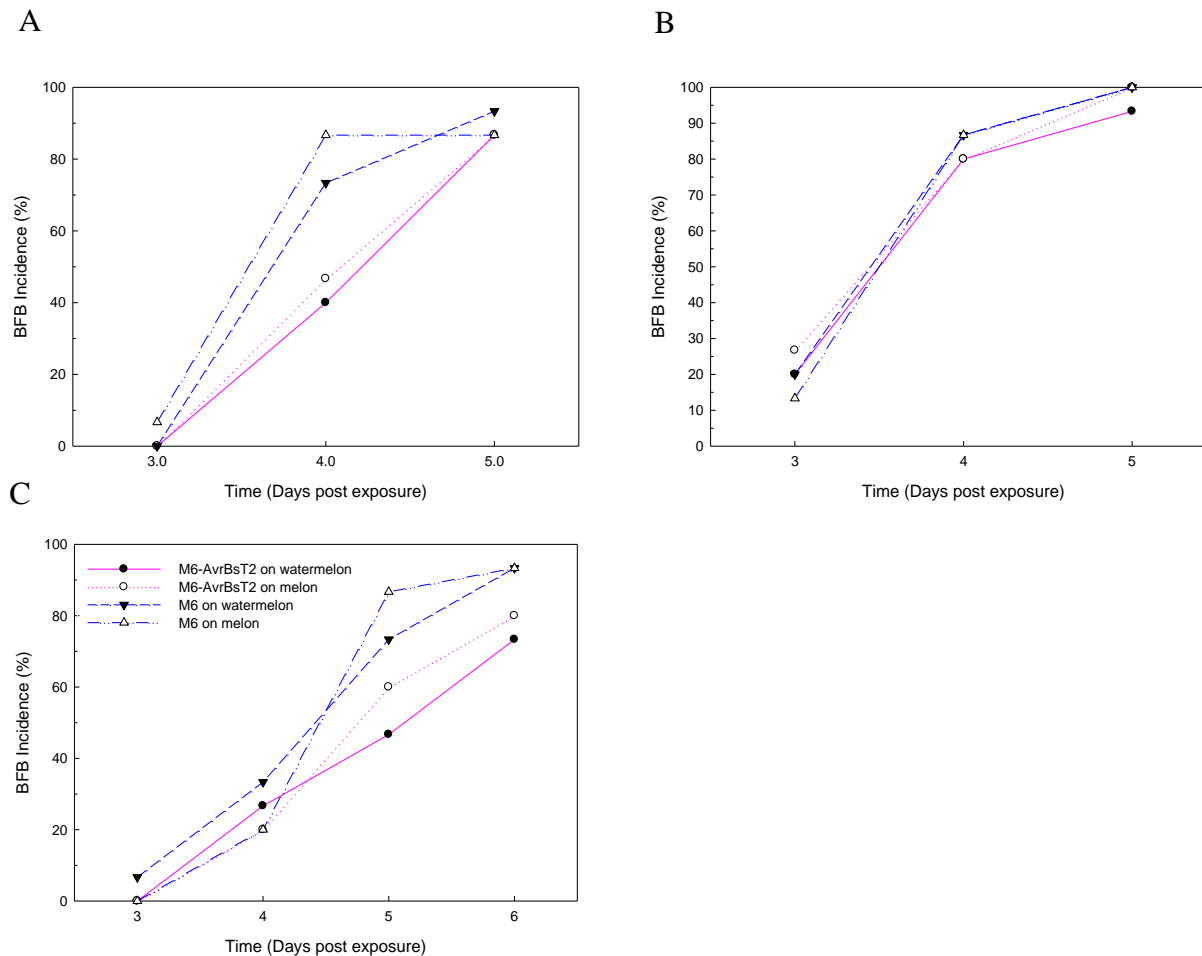 A
B
100
80
60
40
20
0
BFB Incidence (%)
3.0 4.0 5.0
Time (Days post exposure)
100
90
80
70
60
50
40
30
20
10
0
BFB Incidence (%)
3 4 5
Time (Days post exposure)
C
100
80
60
40
20
0
BFB Incidence (%)
M6-AvrBsT2 on watermelon
M6-AvrBsT2 on melon
M6 on watermelon
M6 on melon
3 4 5 6
Time (Days post exposure)